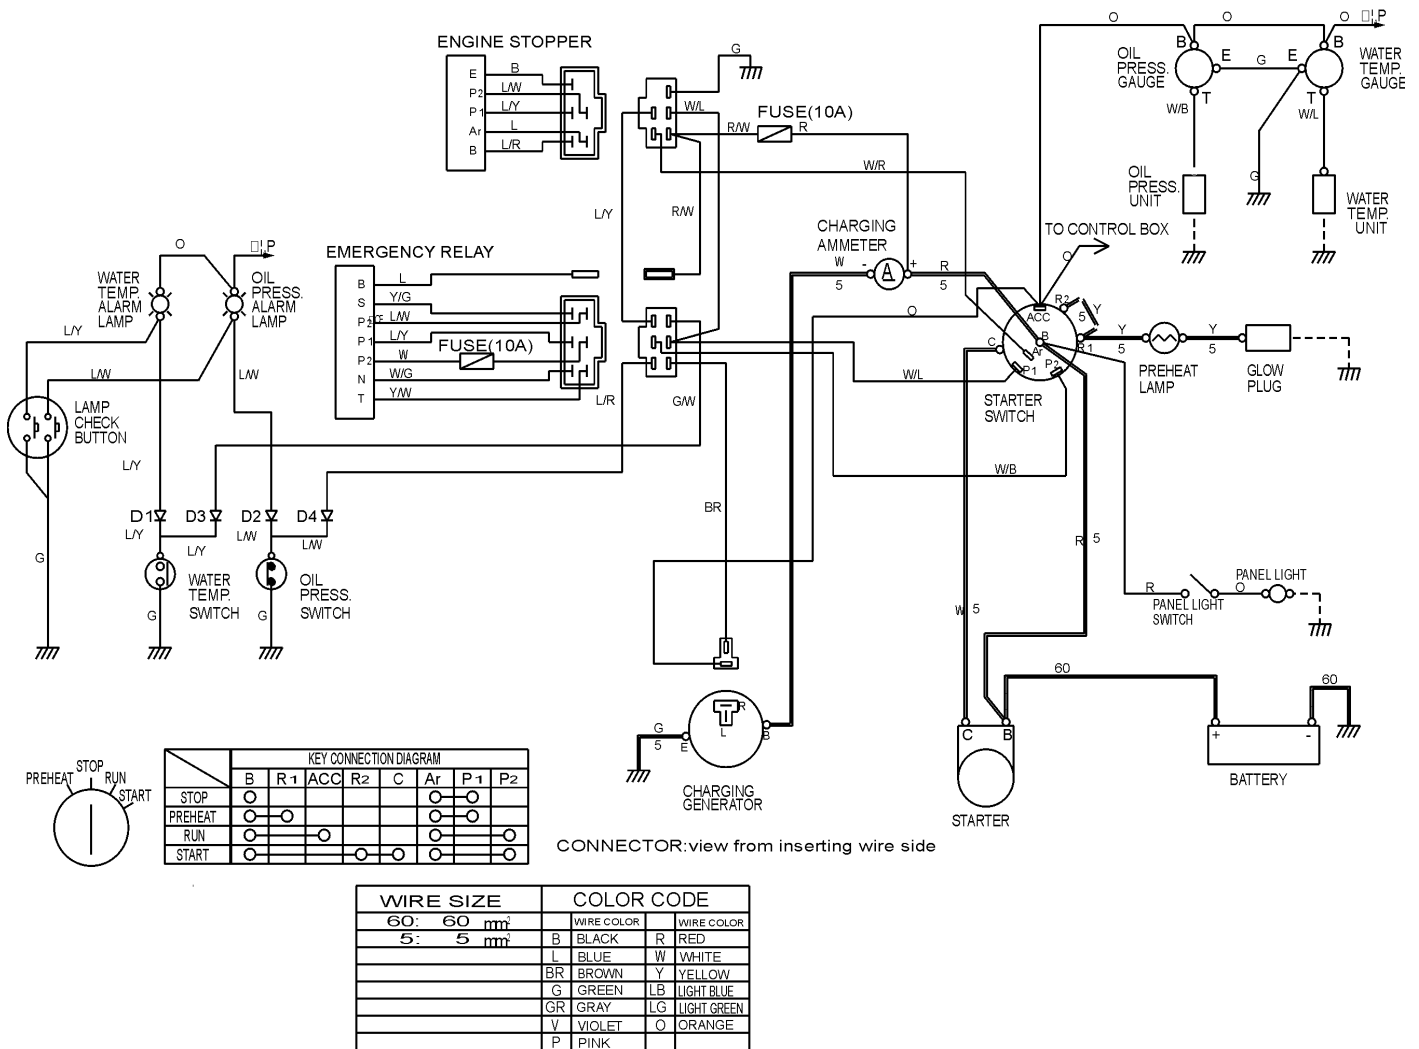 ENGINE STOPPER
E B
P2 L/W
P1 L/Y
Ar L
B L/R
G
W/L
R/W
FUSE(10A)
R
W/R
L/Y
R/W
O
O
O
B
E
G
E
B
OIL
PRESS.
GAUGE
WATER
TEMP.
GAUGE
W/B
T
W/L
T
OIL
PRESS.
UNIT
G
WATER
TEMP.
UNIT
TO CONTROL BOX
O
CHARGING
AMMETER
W
5
-
A
+
R
5
O
EMERGENCY RELAY
B L
S Y/G
P2 L/W
P1 L/Y
P2 W
FUSE(10A)
N W/G
T Y/W
L/R
G/W
O
WATER
TEMP.
ALARM
LAMP
OIL
PRESS.
ALARM
LAMP
L/Y
L/W
L/W
LAMP
CHECK
BUTTON
L/Y
G
D1
D3
D2
D4
L/Y
L/Y
L/W
L/W
WATER
TEMP.
SWITCH
OIL
PRESS.
SWITCH
G
G
ACC
R2
Y
5
B
R1
C
Ar
P1
P2
STARTER
SWITCH
W/L
W/B
Y
5
PREHEAT
LAMP
Y
5
GLOW
PLUG
BR
R 5
W 5
R
PANEL LIGHT
SWITCH
O
PANEL LIGHT
60
60
R
L
B
E
G
5
CHARGING
GENERATOR
C B
STARTER
+ -
BATTERY
STOP
PREHEAT
RUN
START
KEY CONNECTION DIAGRAM
B R1 ACC R2 C Ar P1 P2
STOP
PREHEAT
RUN
START
CONNECTOR:view from inserting wire side
WIRE SIZE COLOR CODE
60: 60 mm² WIRE COLOR WIRE COLOR
5: 5 mm² B BLACK R RED
L BLUE W WHITE
BR BROWN Y YELLOW
G GREEN LB LIGHT BLUE
GR GRAY LG LIGHT GREEN
V VIOLET O ORANGE
P PINK